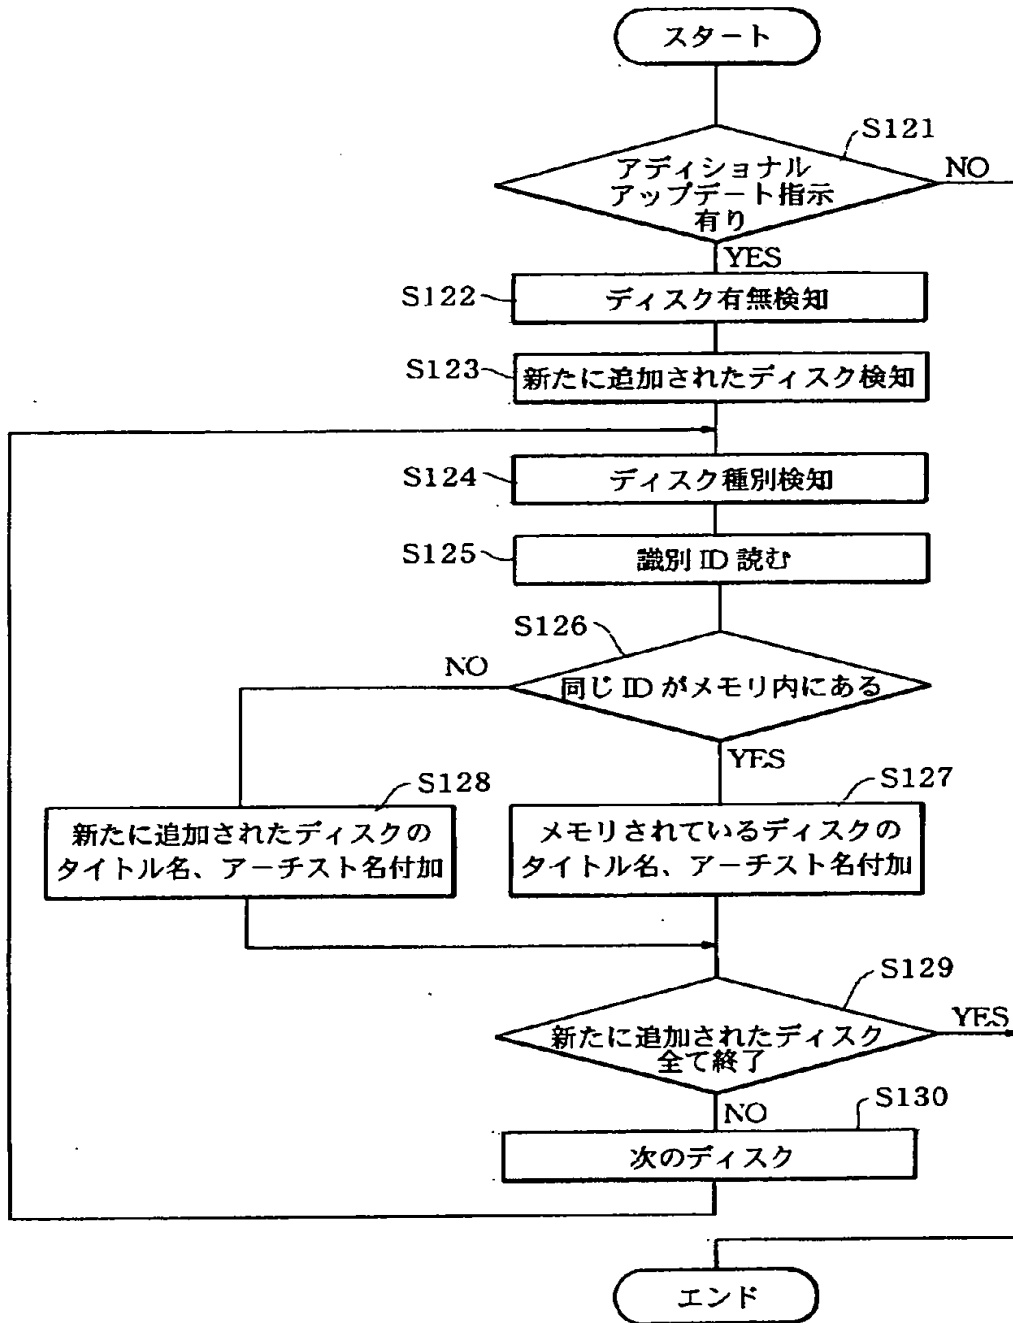 スタート
S121
アディショナル
アップデート指示
有り
NO
YES
S122
ディスク有無検知
S123
新たに追加されたディスク検知
S124
ディスク種別検知
S125
識別 ID 読む
S126
NO
同じ ID がメモリ内にある
YES
S128
S127
新たに追加されたディスクの
タイトル名、アーチスト名付加
メモリされているディスクの
タイトル名、アーチスト名付加
S129
YES
新たに追加されたディスク
全て終了
NO
S130
次のディスク
エンド